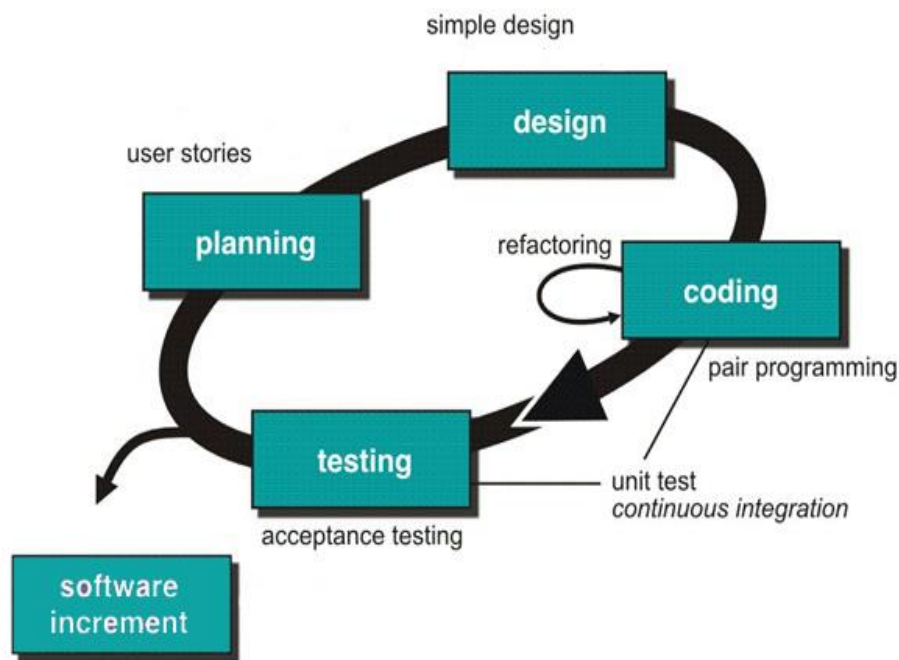 simple design
design
user stories
planning
refactoring
coding
pair programming
testing
unit test
continuous integration
acceptance testing
software
increment